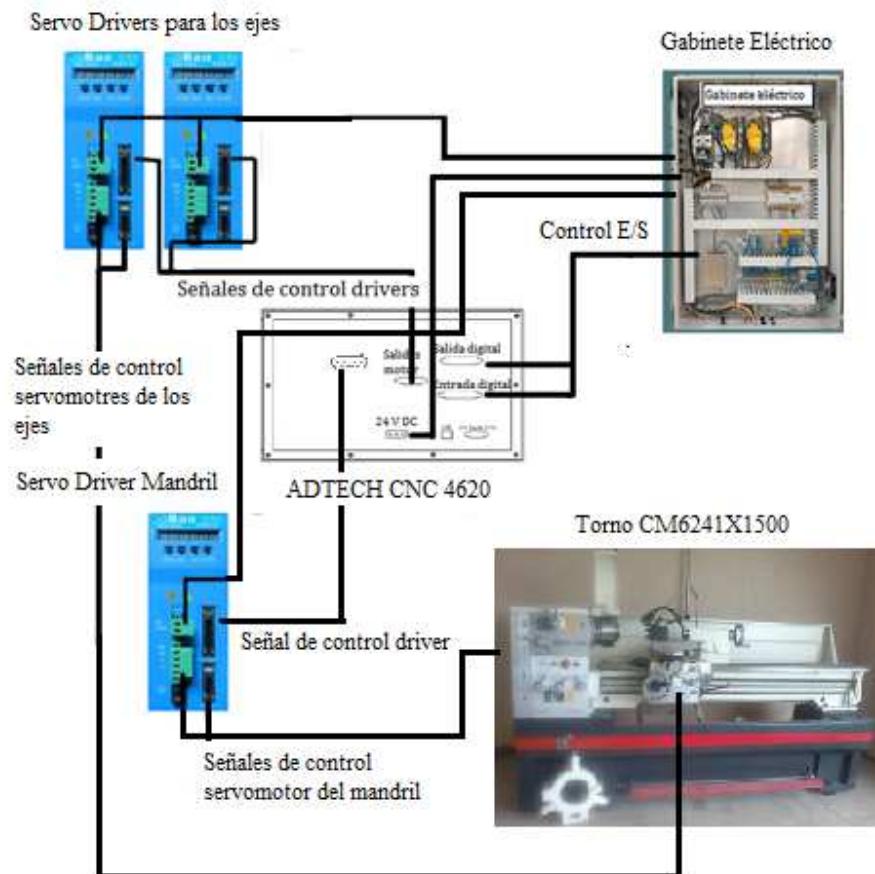 Servo Drivers para los ejes
Gabinete Eléctrico
Gabinete eléctrico
Control E/S
Señales de control drivers
Salidas
motor
Salida digital
Entrada digital
24 V DC
Señales de control
servomotres de los
ejes
ADTECH CNC 4620
Servo Driver Mandril
Torno CM6241X1500
Señal de control driver
Señales de control
servomotor del mandril